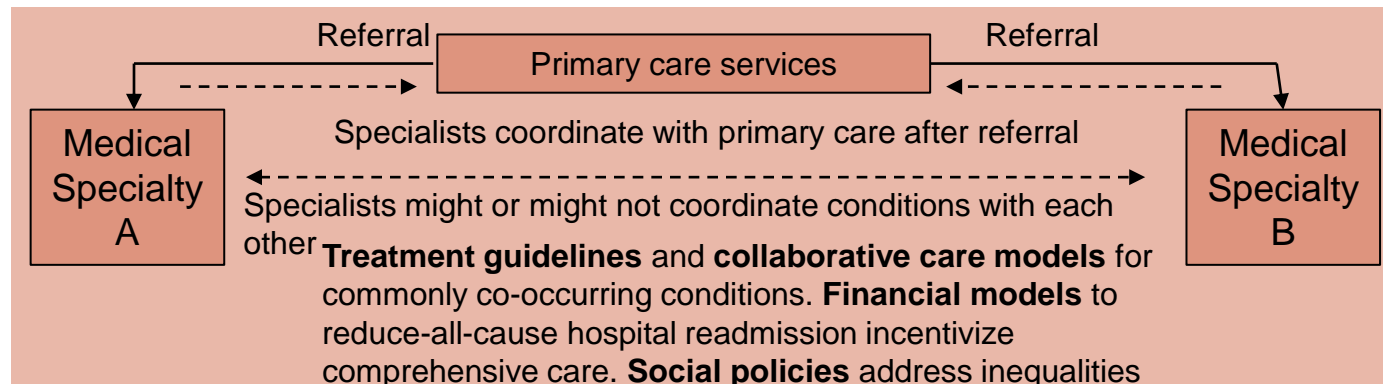 Referral
Referral
Primary care services
Medical
Specialty
A
Specialists coordinate with primary care after referral
Medical
Specialty
B
Specialists might or might not coordinate conditions with each
other
Treatment guidelines and collaborative care models for
commonly co-occurring conditions. Financial models to
reduce-all-cause hospital readmission incentivize
comprehensive care. Social policies address inequalities